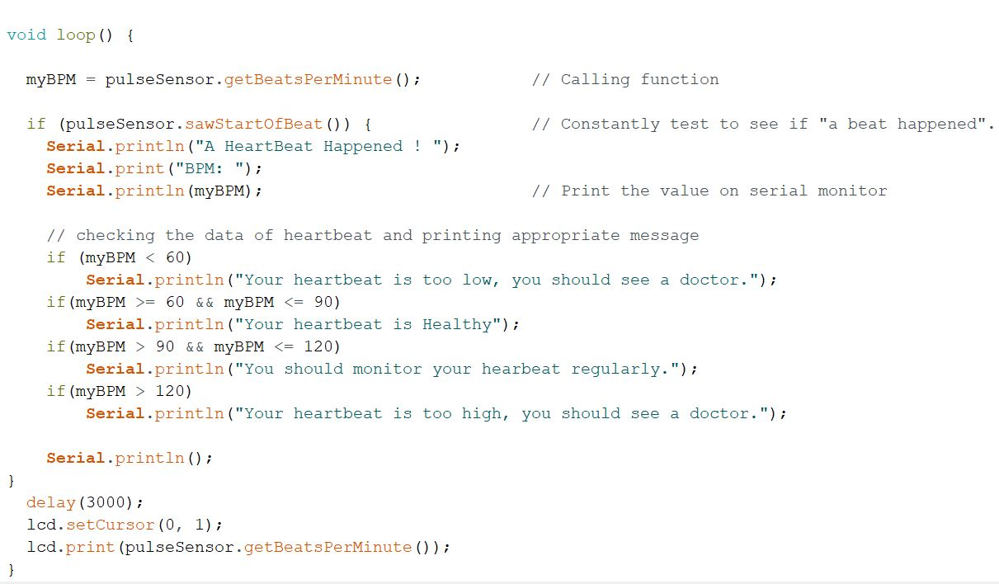 void loop() {
myBPM = pulseSensor.getBeatsPerMinute(); // Calling function
if (pulseSensor.sawStartOfBeat()) { // Constantly test to see if "a beat happened".
Serial.println("A HeartBeat Happened ! ");
Serial.print("BPM: ");
Serial.println(myBPM); // Print the value on serial monitor
// checking the data of heartbeat and printing appropriate message
if (myBPM < 60)
Serial.println("Your heartbeat is too low, you should see a doctor.");
if(myBPM >= 60 && myBPM <= 90)
Serial.println("Your heartbeat is Healthy");
if(myBPM > 90 && myBPM <= 120)
Serial.println("You should monitor your hearbeat regularly.");
if(myBPM > 120)
Serial.println("Your heartbeat is too high, you should see a doctor.");
Serial.println();
}
delay(3000);
lcd.setCursor(0, 1);
lcd.print(pulseSensor.getBeatsPerMinute());
}